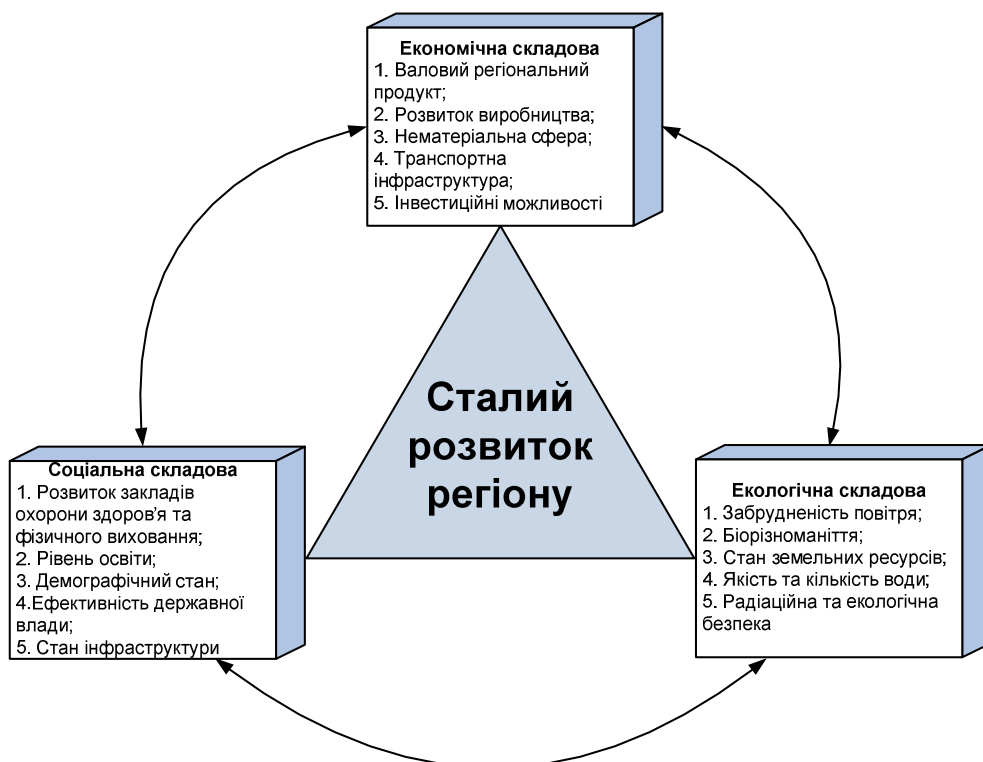 Економічна складова
1. Валовий регіональний
продукт;
2. Розвиток виробництва;
3. Нематеріальна сфера;
4. Транспортна
інфраструктура;
5. Інвестиційні можливості
Сталий
розвиток
регіону
Соціальна складова
1. Розвиток закладів
охорони здоров’я та
фізичного виховання;
2. Рівень освіти;
3. Демографічний стан;
4.Ефективність державної
влади;
5. Стан інфраструктури
Екологічна складова
1. Забрудненість повітря;
2. Біорізноманіття;
3. Стан земельних ресурсів;
4. Якість та кількість води;
5. Радіаційна та екологічна
безпека